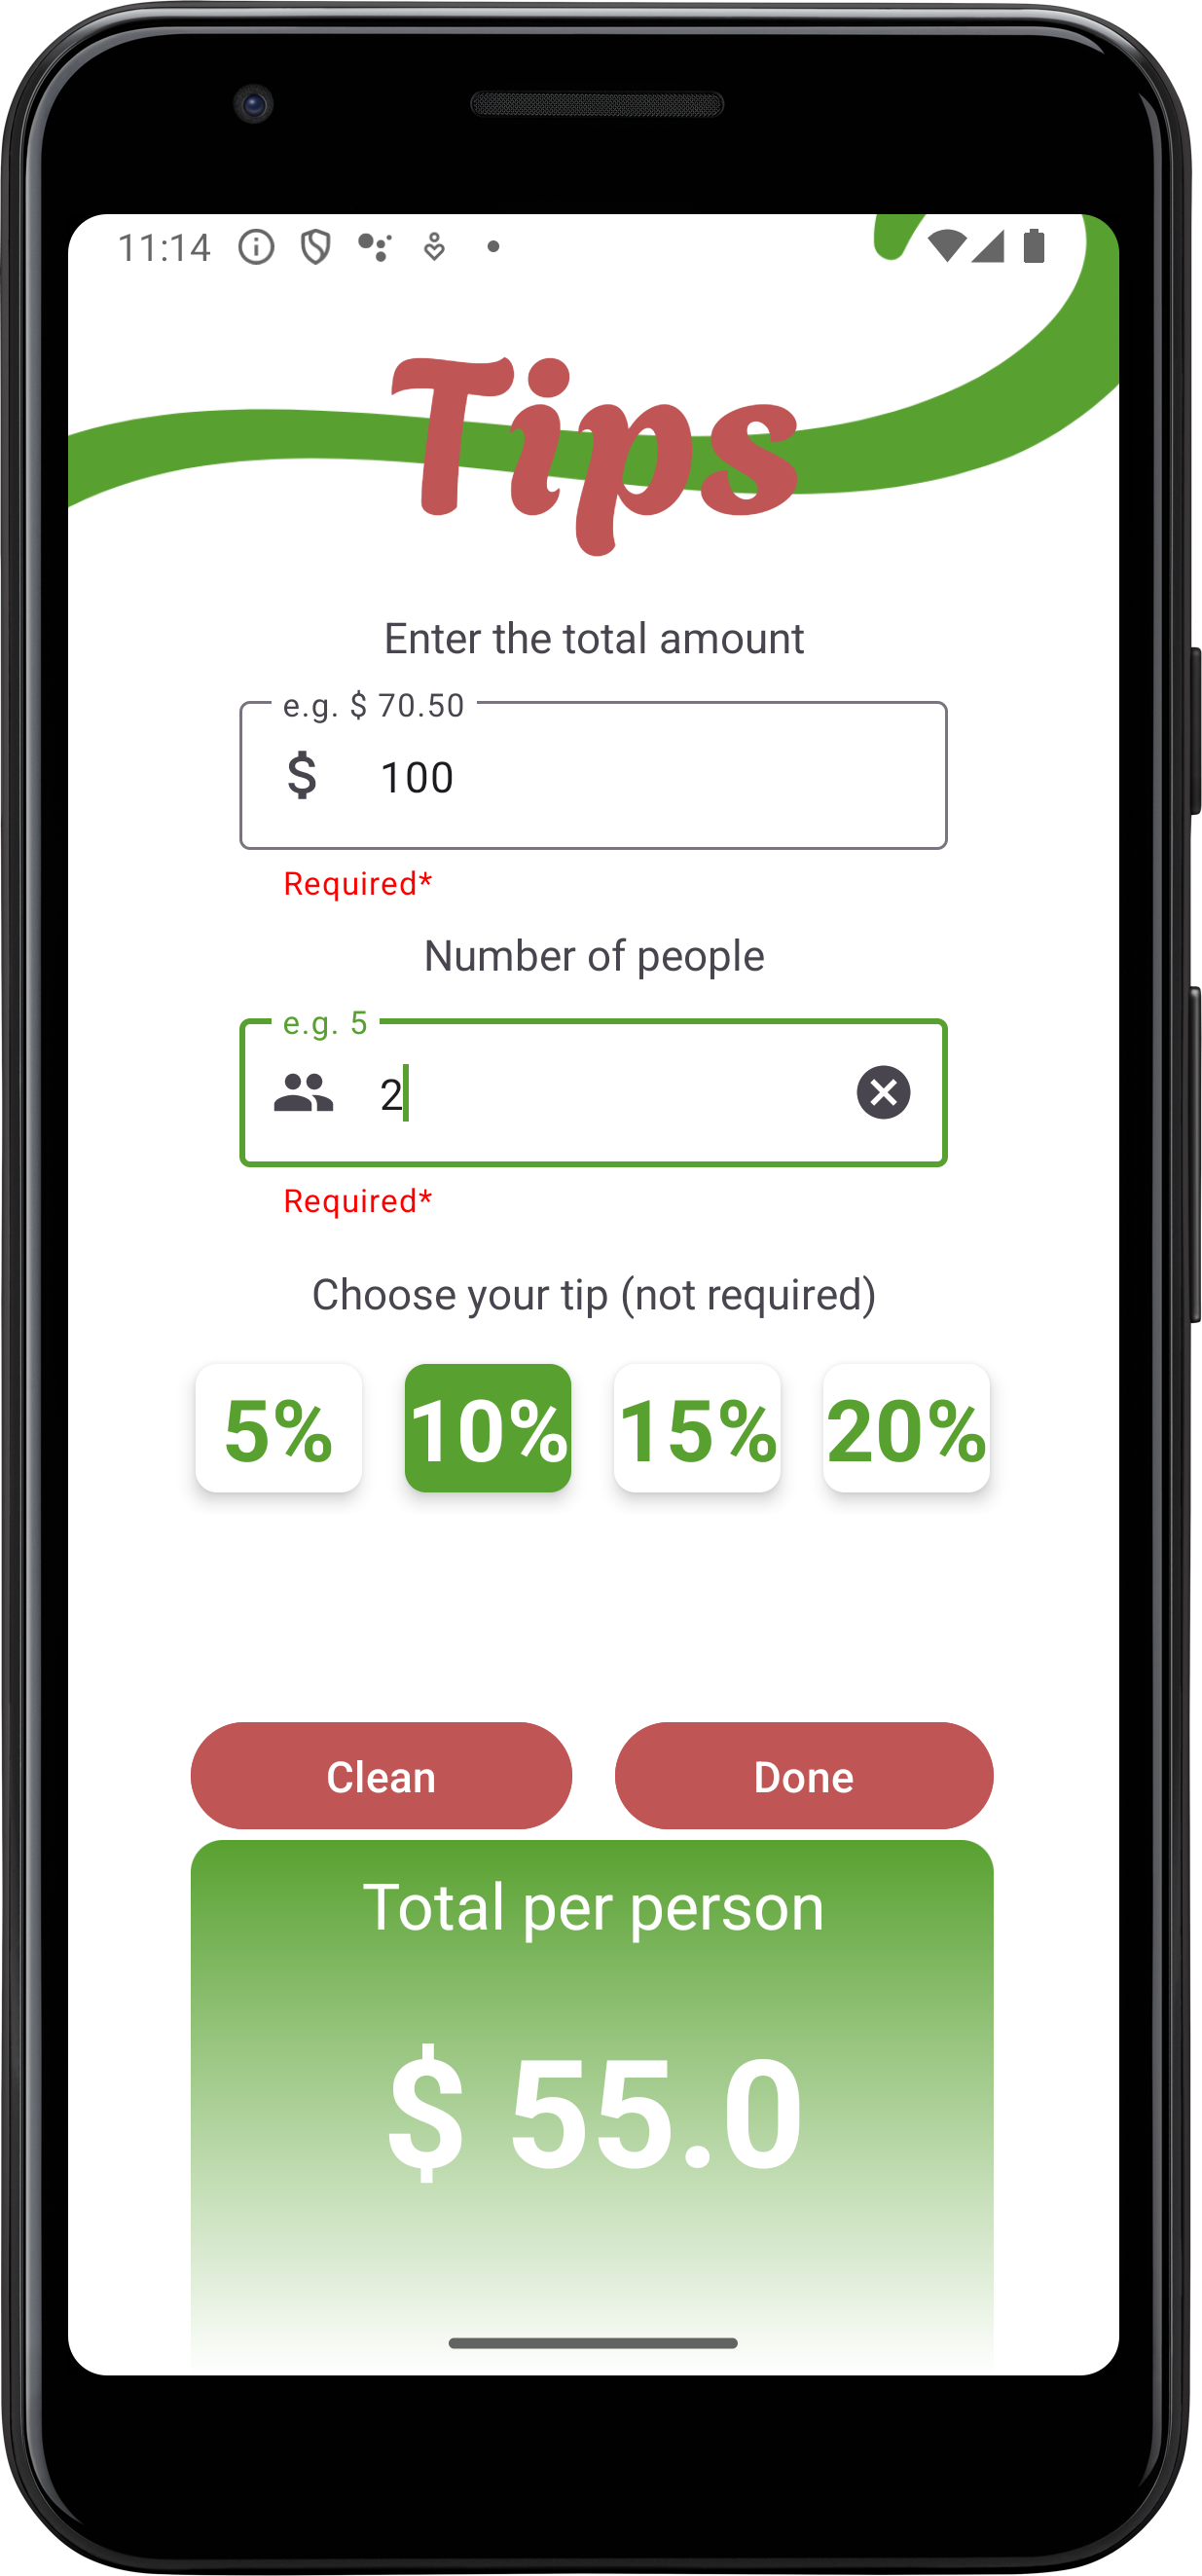 11:14
Tips
Enter the total amount
e.g. $ 70.50
$ 100
Required*
Number of people
e.g. 5
2
Required*
Choose your tip (not required)
5% 10% 15% 20%
Clean Done
Total per person
$ 55.0